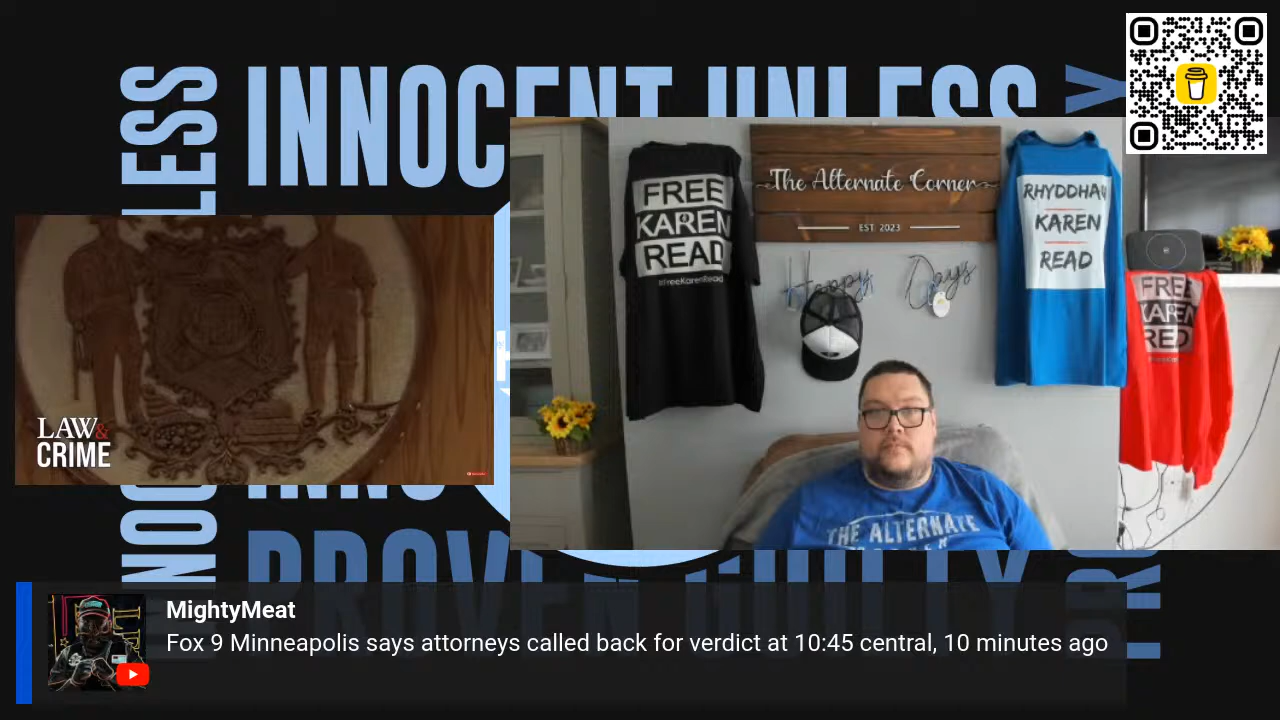 INNOCENT UNLESS
PROVEN GUILTY
LAW&
CRIME
FREE
KAREN
READ
#FreeKarenRead
The Alternate Corner
EST 2023
Happy Days
RHYDDHAU
KAREN
READ
FREE
KAREN
THE ALTERNATE
MightyMeat
Fox 9 Minneapolis says attorneys called back for verdict at 10:45 central, 10 minutes ago